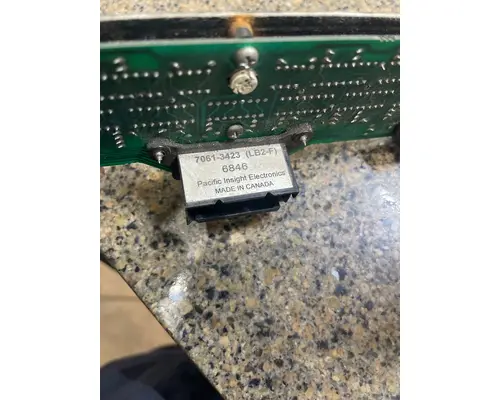 7061-3423 (LB2-F)
6846
Pacific Insight Electronics
MADE IN CANADA